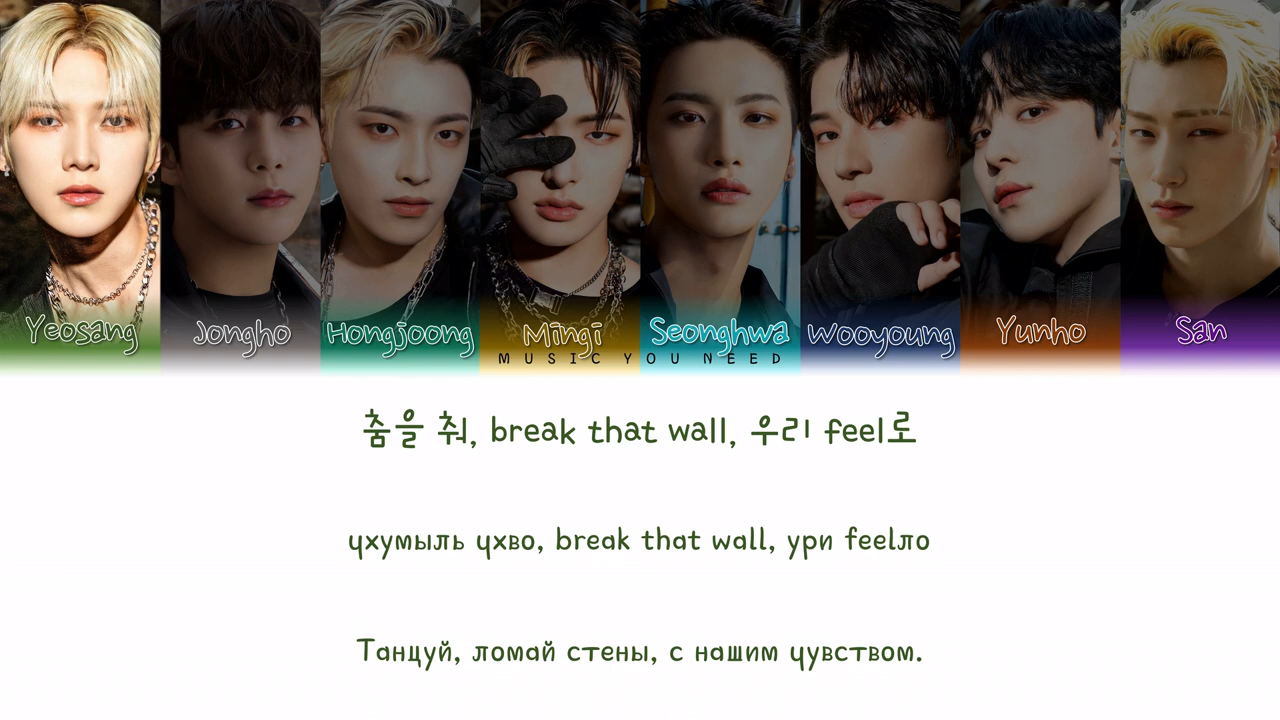 Yeosang Jongho Hongjoong Mingi Seonghwa Wooyoung Yunho San
MUSIC YOU NEED
춤을 춰, break that wall, 우리 feel로
чхумыль чхво, break that wall, ури feelло
Танцуй, ломай стены, с нашим чувством.